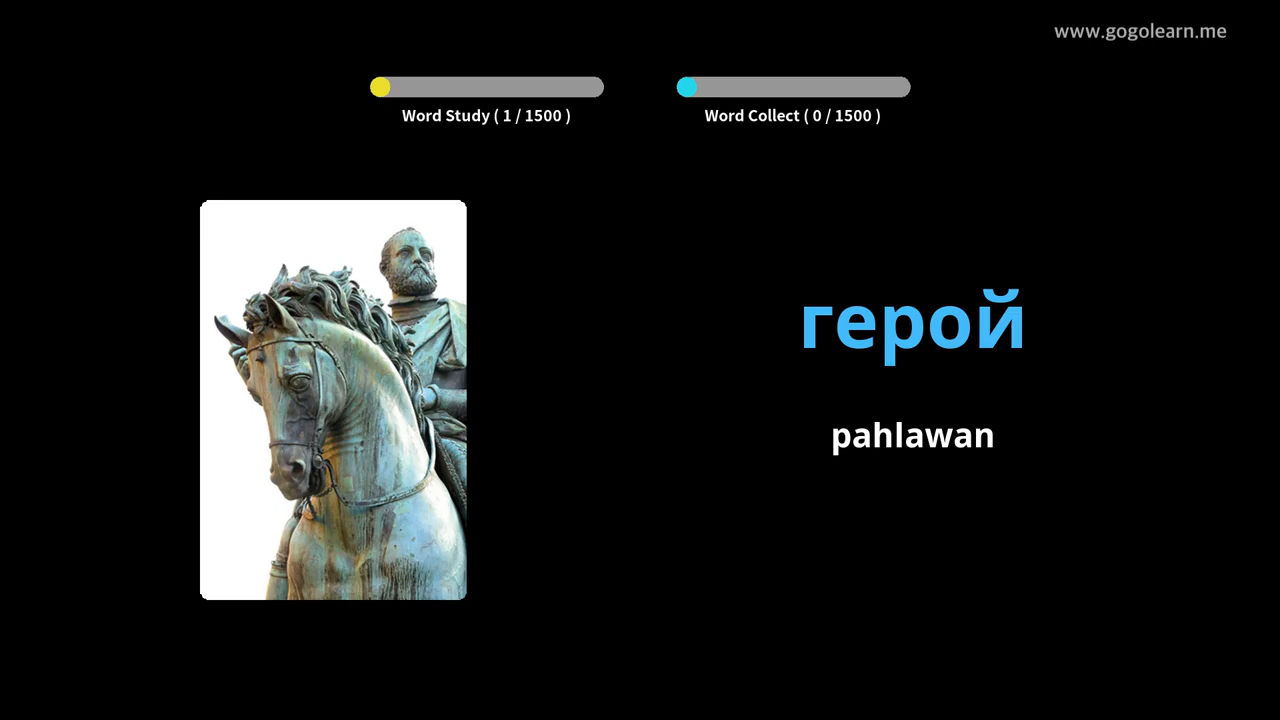 www.gogolearn.me
Word Study ( 1 / 1500 )
Word Collect ( 0 / 1500 )
герой
pahlawan